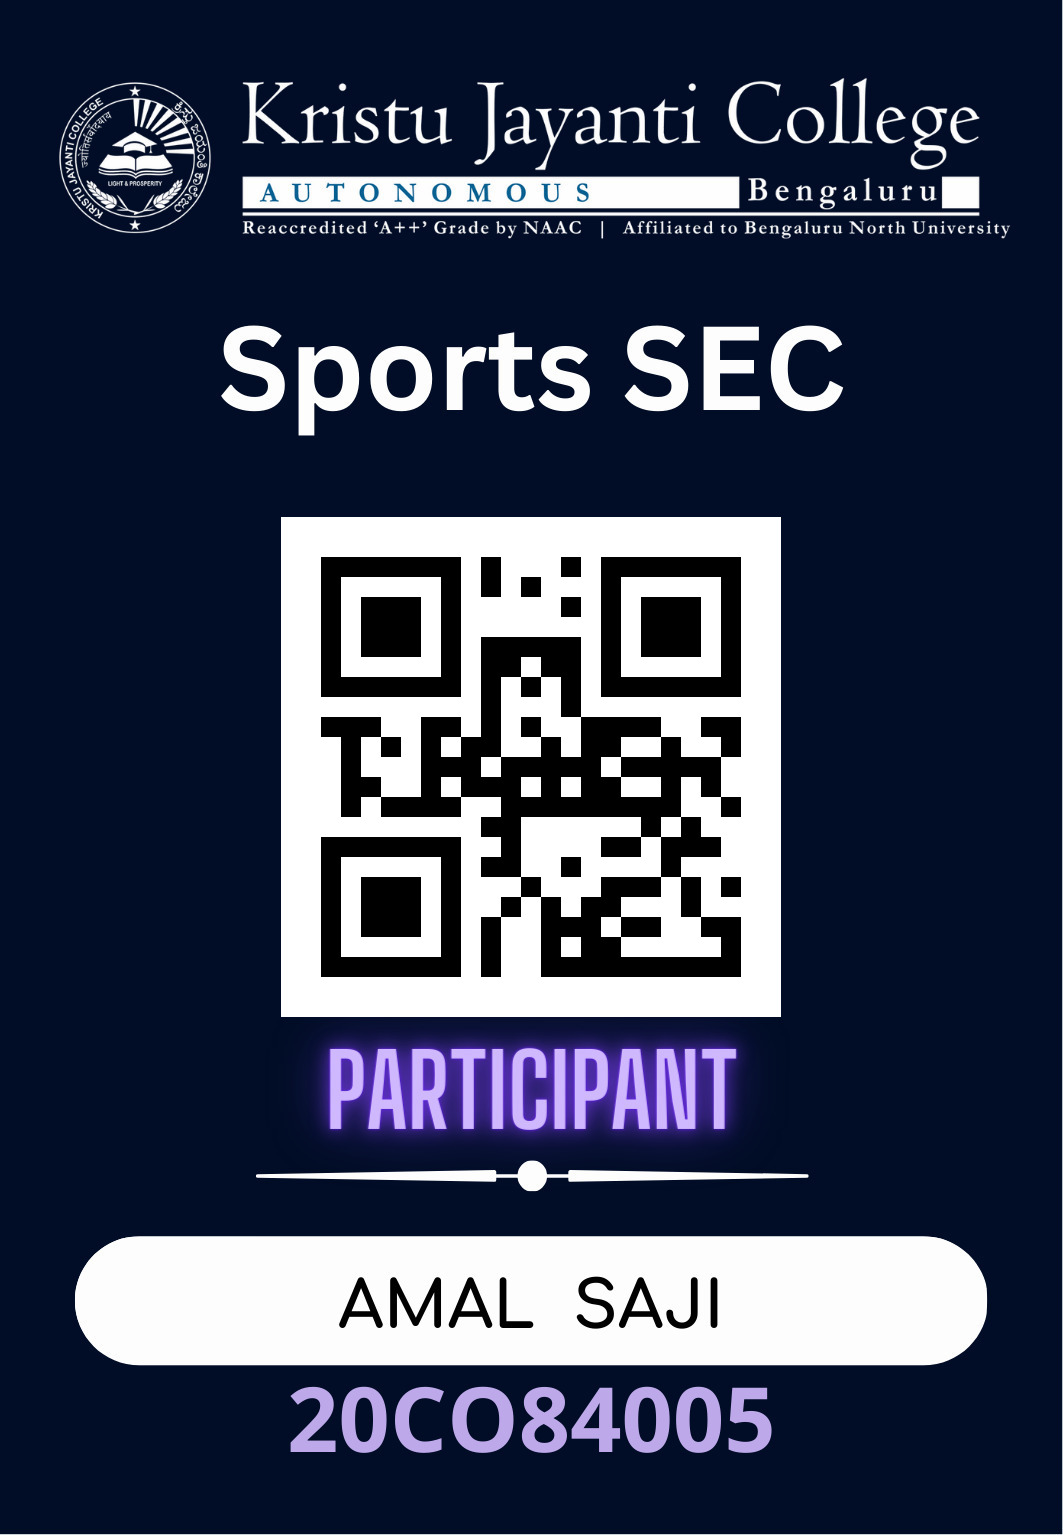 Kristu Jayanti College
AUTONOMOUS Bengaluru
Reaccredited ‘A++’ Grade by NAAC | Affiliated to Bengaluru North University
KRISTU JAYANTI COLLEGE
LIGHT & PROSPERITY
Sports SEC
PARTICIPANT
AMAL SAJI
20CO84005